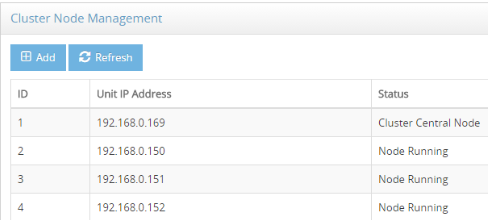 Cluster Node Management
Add Refresh
ID Unit IP Address Status
1 192.168.0.169 Cluster Central Node
2 192.168.0.150 Node Running
3 192.168.0.151 Node Running
4 192.168.0.152 Node Running